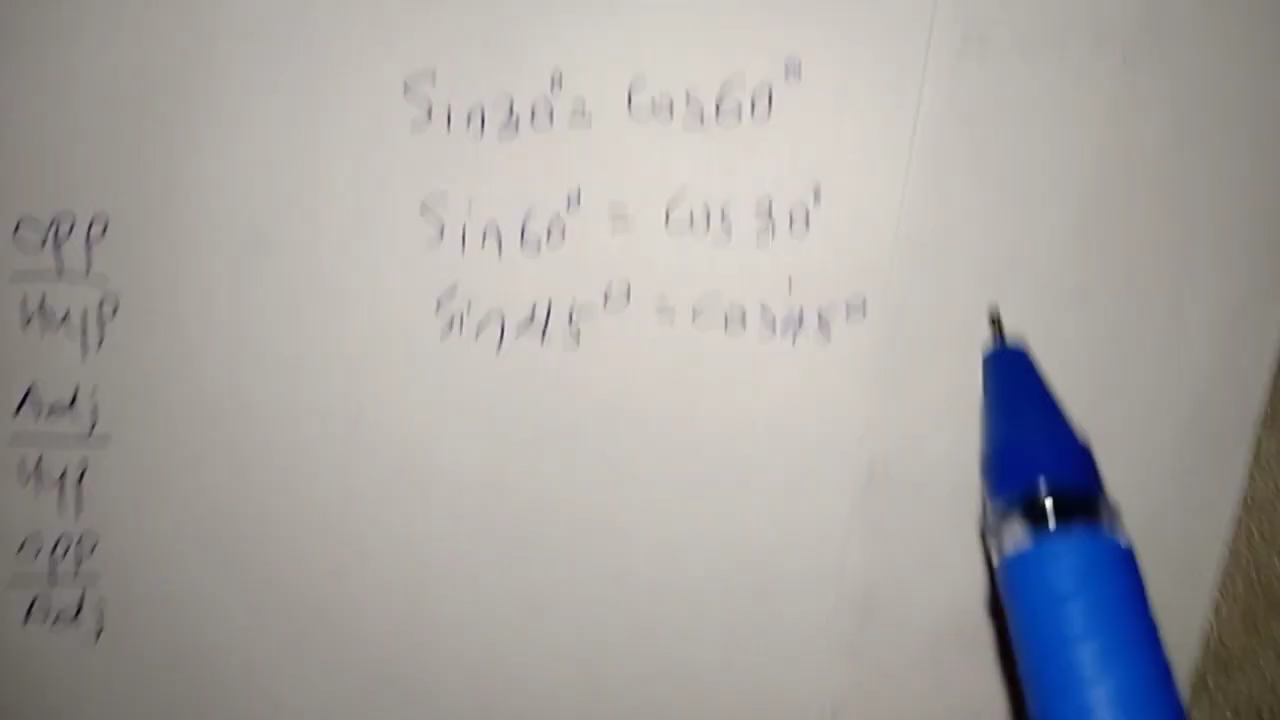 Sin30° = Cos60°
Sin60° = Cos30°
Sin45° = Cos45°
opp
Hyp
Adj
Hyp
opp
Adj